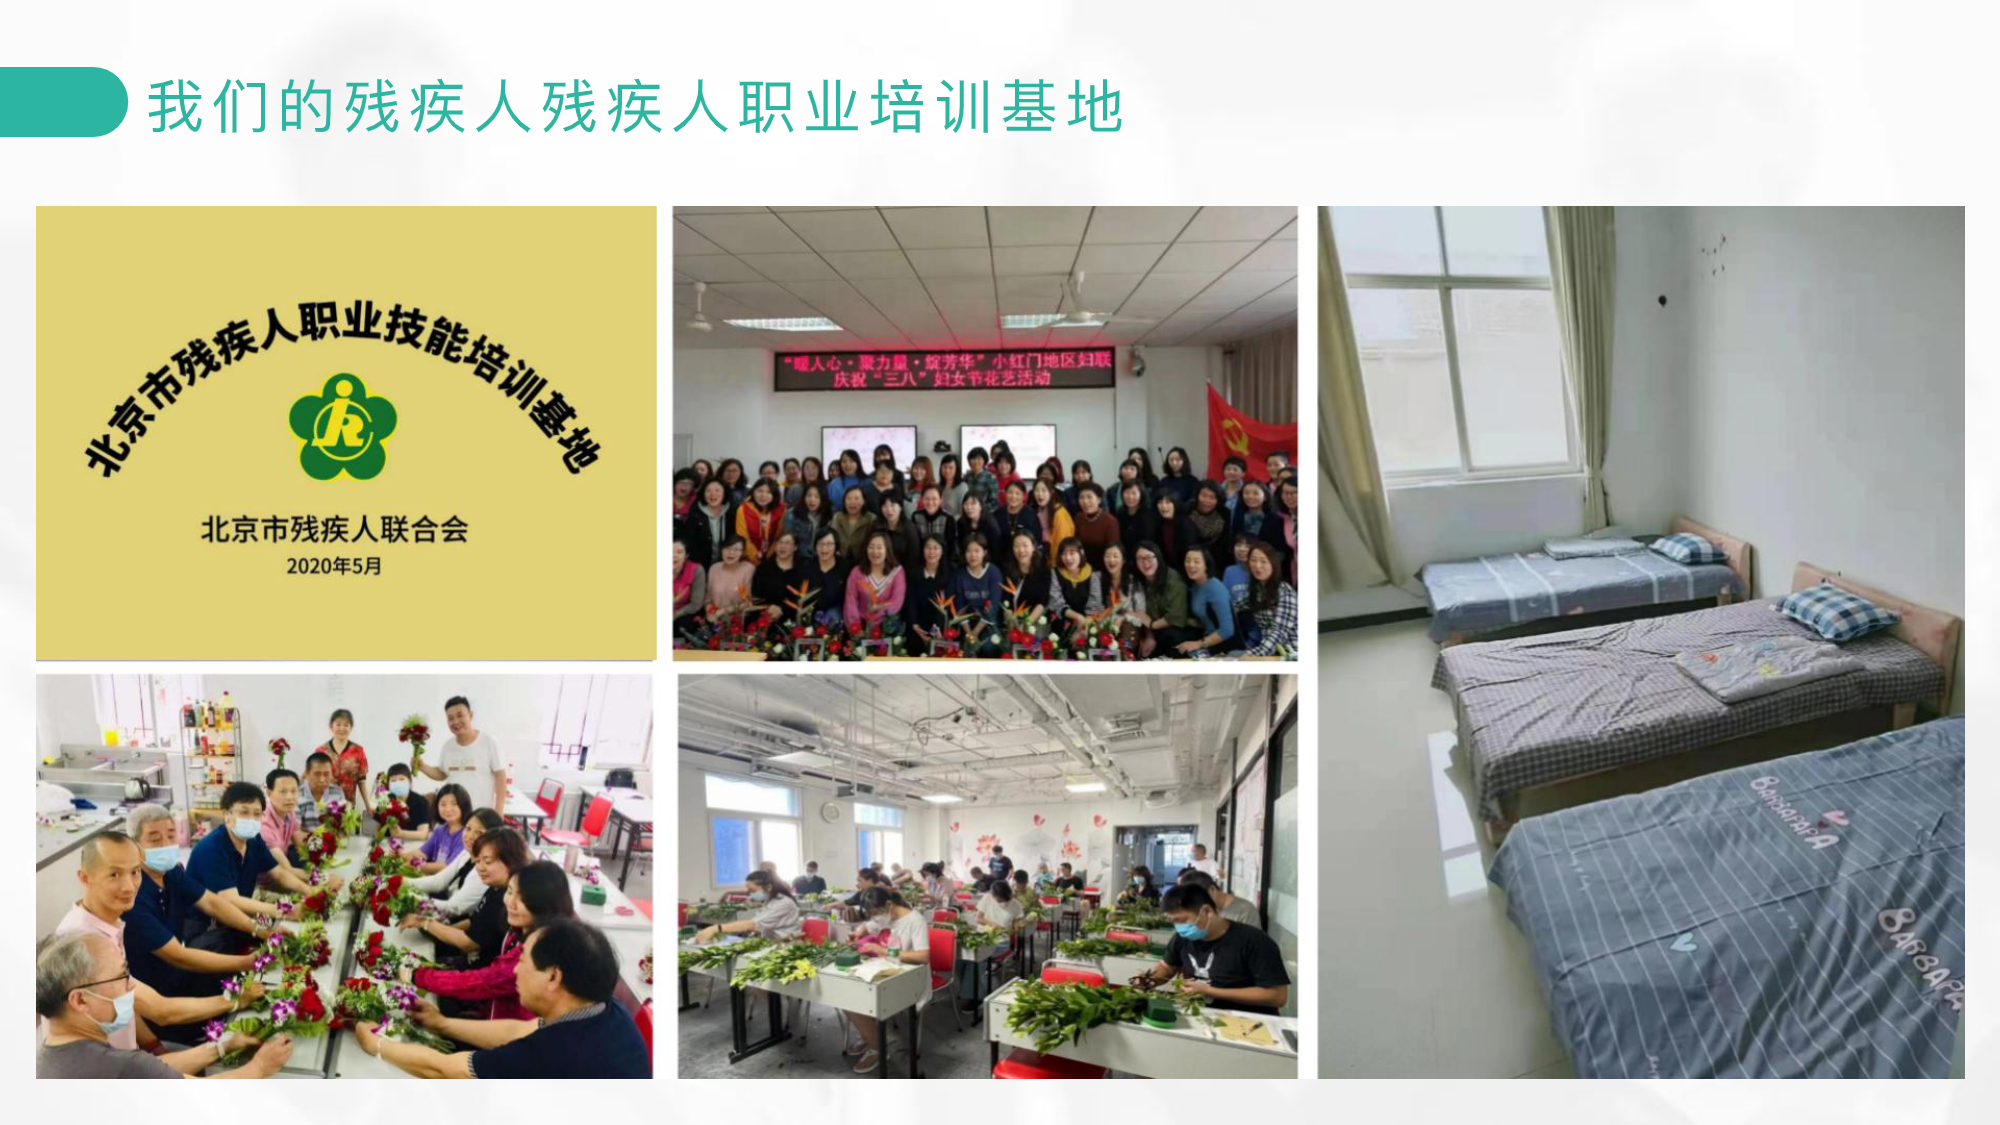 我们的残疾人残疾人职业培训基地
北京市残疾人职业技能培训基地
北京市残疾人联合会
2020年5月
“暖人心·聚力量·绽芳华”小红门地区妇联
庆祝“三八”妇女节花艺活动
BARBAPAPA
BARBAPA